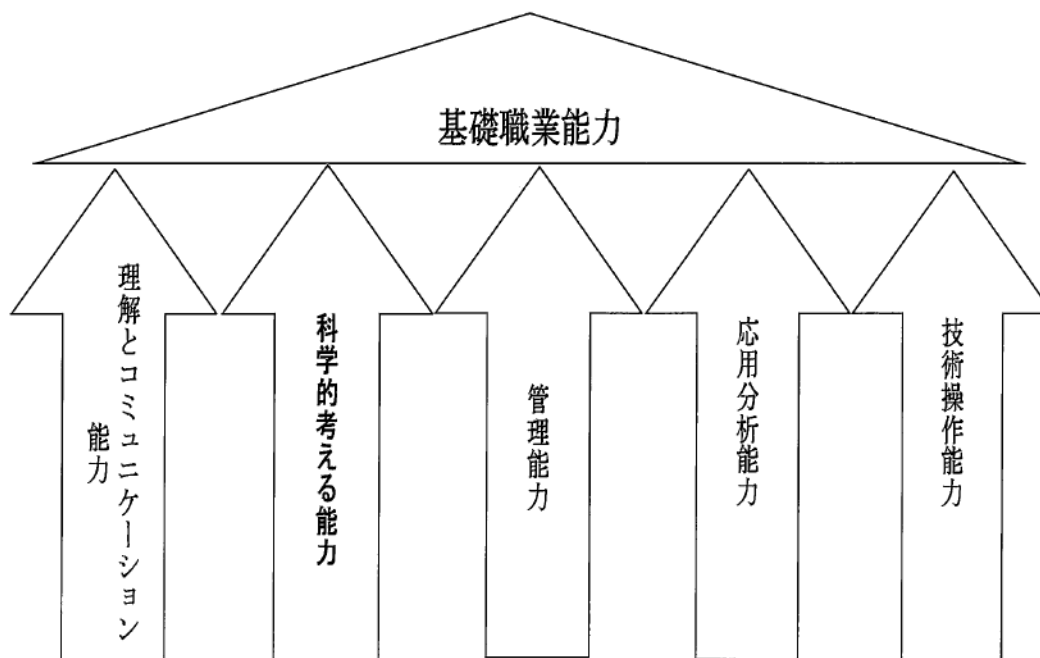 基礎職業能力
理解とコミュニケーション
能力
科学的考える能力
管理能力
応用分析能力
技術操作能力